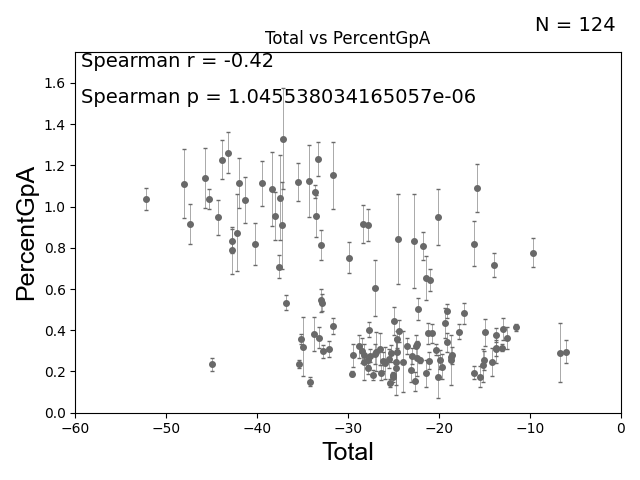 N = 124
Total vs PercentGpA
Spearman r = -0.42
Spearman p = 1.045538034165057e-06
PercentGpA
1.6
1.4
1.2
1.0
0.8
0.6
0.4
0.2
0.0
−60 −50 −40 −30 −20 −10 0
Total